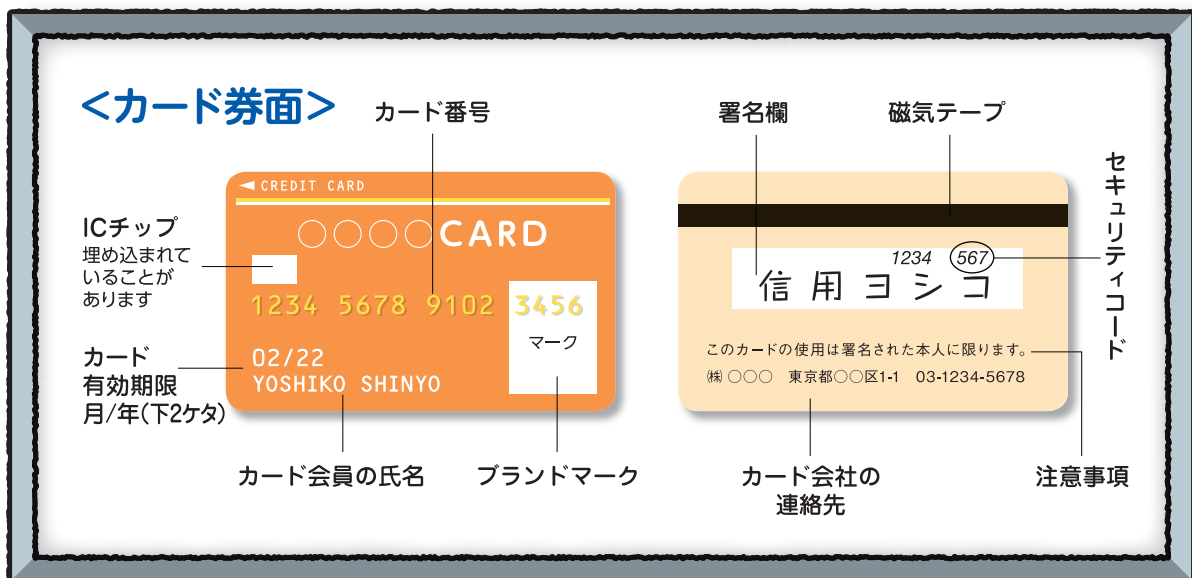 <カード券面>
カード番号
署名欄
磁気テープ
セキュリティコード
ICチップ
埋め込まれて
いることが
あります
カード
有効期限
月/年(下2ケタ)
◀ CREDIT CARD
○○○○CARD
1234 5678 9102 3456
マーク
02/22
YOSHIKO SHINYO
1234 567
信用ヨシコ
このカードの使用は署名された本人に限ります。
㈱ ○○○ 東京都○○区1-1 03-1234-5678
カード会員の氏名
ブランドマーク
カード会社の
連絡先
注意事項